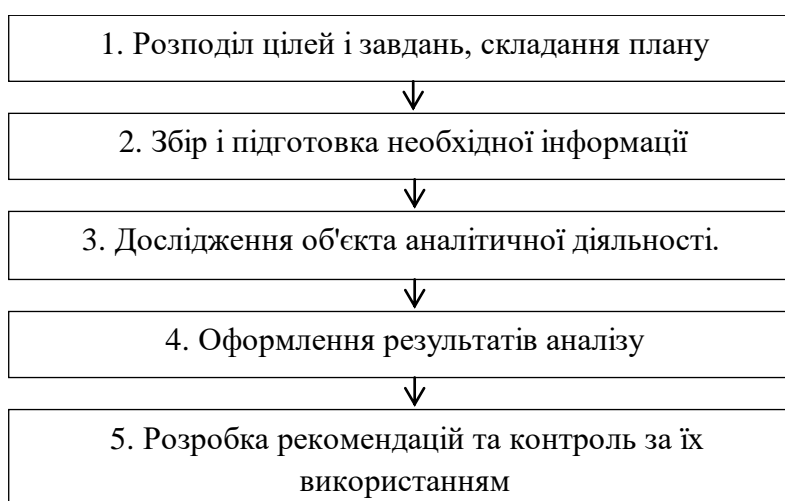 1. Розподіл цілей і завдань, складання плану
2. Збір і підготовка необхідної інформації
3. Дослідження об'єкта аналітичної діяльності.
4. Оформлення результатів аналізу
5. Розробка рекомендацій та контроль за їх
використанням